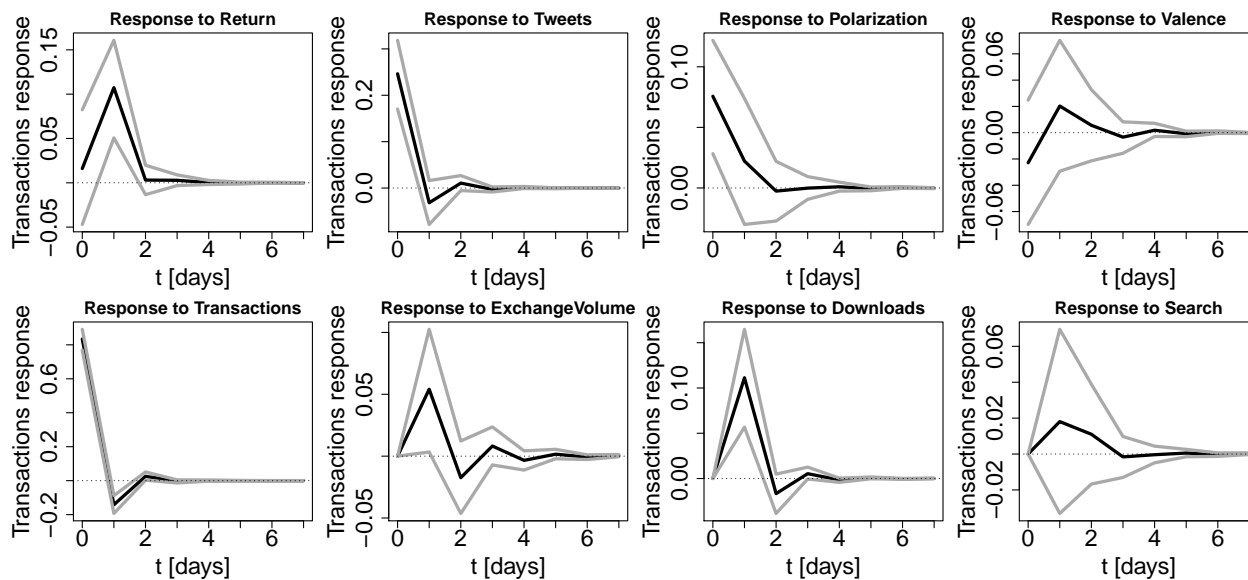 Response to Return
Transactions response
−0.05
0.05
0.15
0
2
4
6
t [days]
Response to Tweets
Transactions response
0.0
0.2
0
2
4
6
t [days]
Response to Polarization
Transactions response
0.00
0.10
0
2
4
6
t [days]
Response to Valence
Transactions response
−0.06
0.00
0.06
0
2
4
6
t [days]
Response to Transactions
Transactions response
−0.2
0.2
0.6
0
2
4
6
t [days]
Response to ExchangeVolume
Transactions response
−0.05
0.05
0
2
4
6
t [days]
Response to Downloads
Transactions response
0.00
0.10
0
2
4
6
t [days]
Response to Search
Transactions response
−0.02
0.02
0.06
0
2
4
6
t [days]